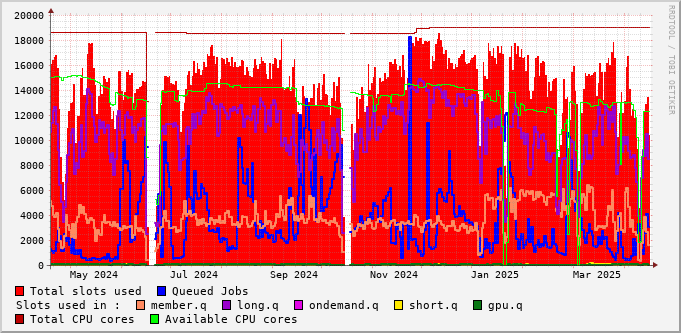 20000
18000
16000
14000
12000
10000
8000
6000
4000
2000
0
May 2024 Jul 2024 Sep 2024 Nov 2024 Jan 2025 Mar 2025
RRDTOOL / TOBI OETIKER
Total slots used Queued Jobs
Slots used in : member.q long.q ondemand.q short.q gpu.q
Total CPU cores Available CPU cores